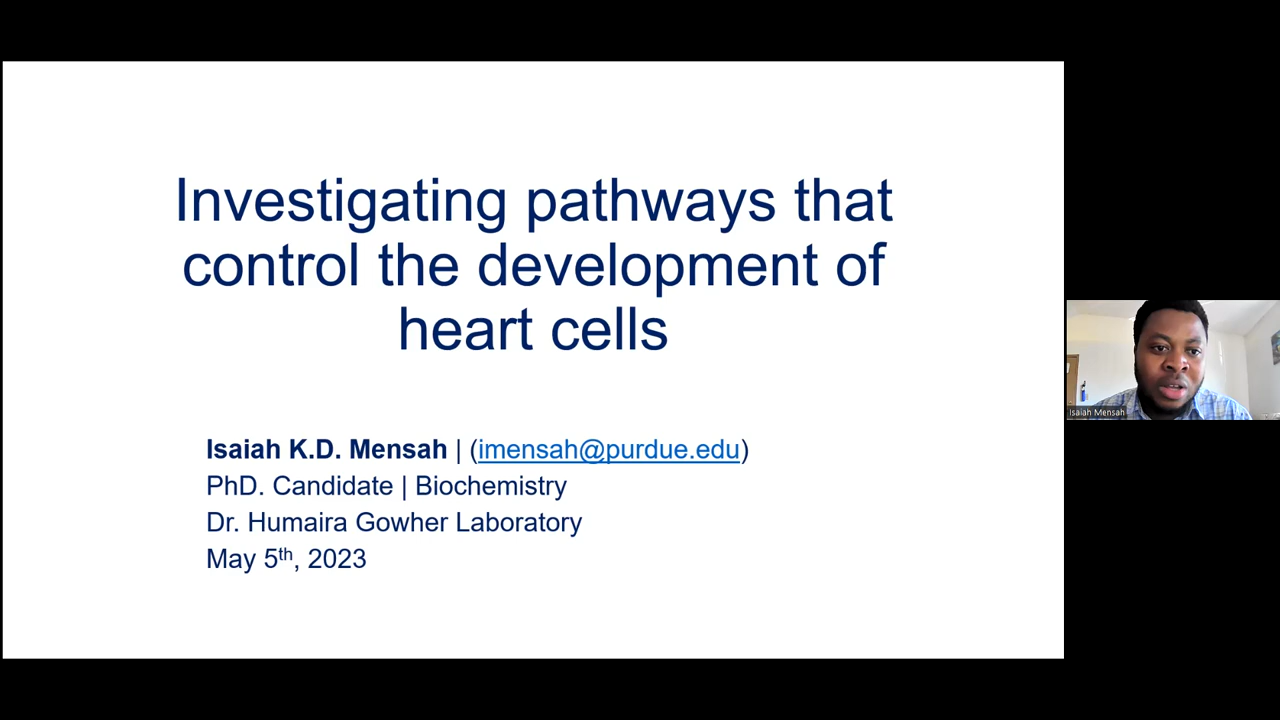 Investigating pathways that
control the development of
heart cells
Isaiah K.D. Mensah | (imensah@purdue.edu)
PhD. Candidate | Biochemistry
Dr. Humaira Gowher Laboratory
May 5th, 2023
Isaiah Mensah